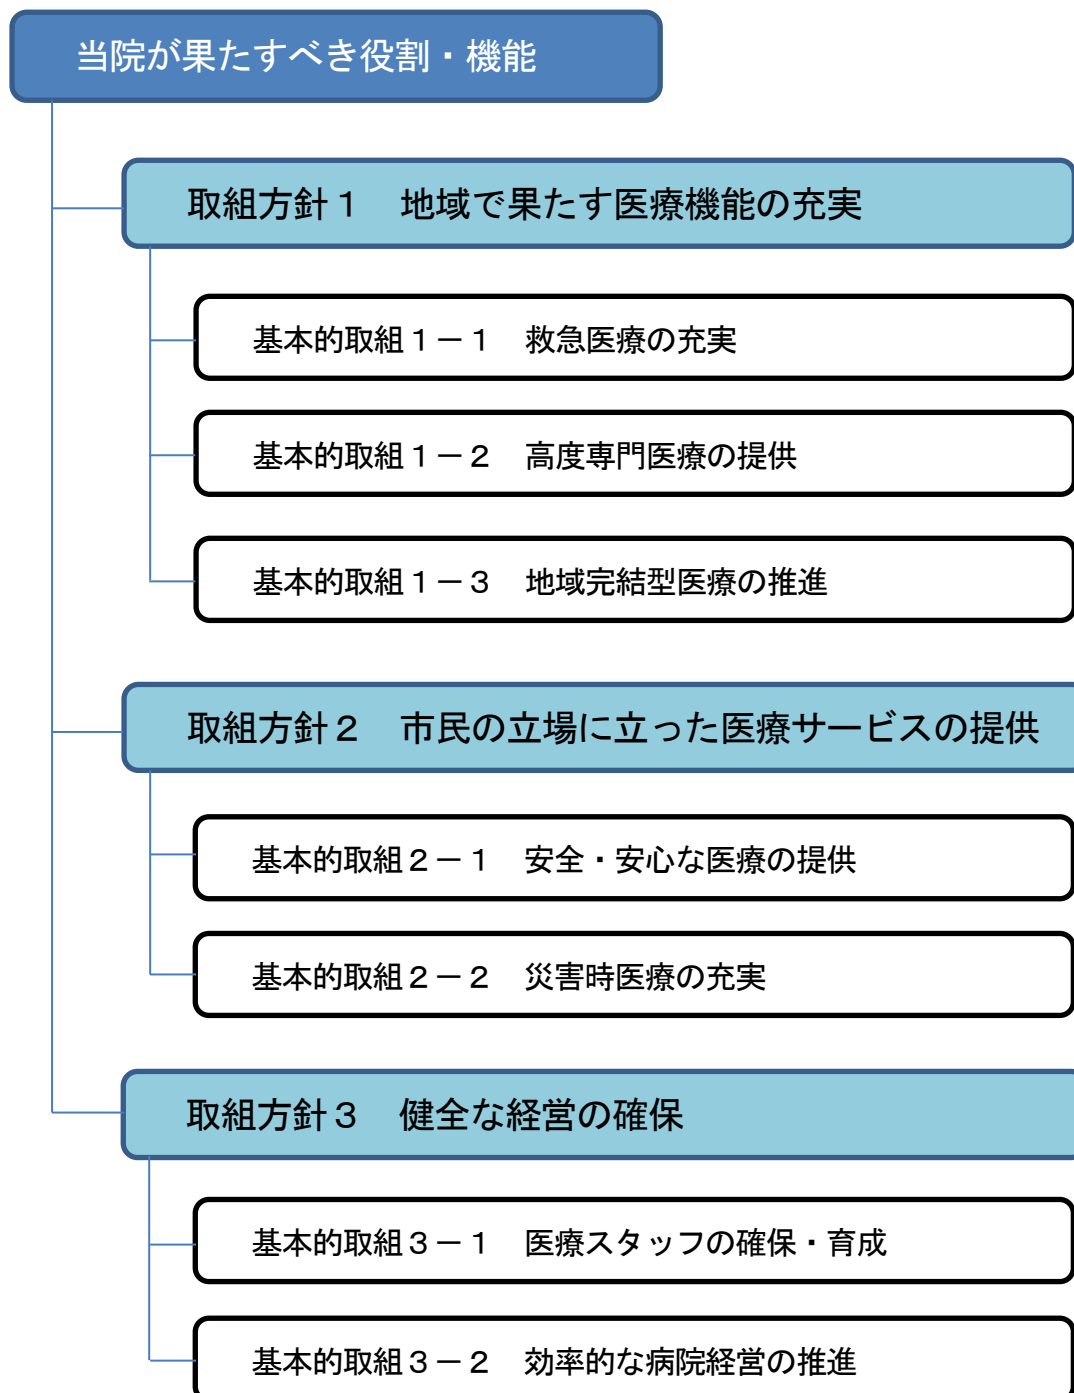 当院が果たすべき役割・機能
取組方針１　地域で果たす医療機能の充実
基本的取組１－１　救急医療の充実
基本的取組１－２　高度専門医療の提供
基本的取組１－３　地域完結型医療の推進
取組方針２　市民の立場に立った医療サービスの提供
基本的取組２－１　安全・安心な医療の提供
基本的取組２－２　災害時医療の充実
取組方針３　健全な経営の確保
基本的取組３－１　医療スタッフの確保・育成
基本的取組３－２　効率的な病院経営の推進